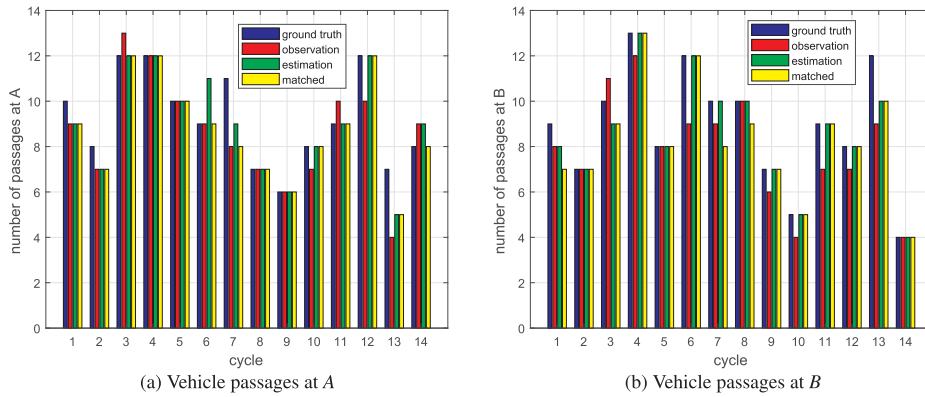 14
12
10
8
6
4
2
0
number of passages at A
ground truth
observation
estimation
matched
1 2 3 4 5 6 7 8 9 10 11 12 13 14
cycle
(a) Vehicle passages at A
14
12
10
8
6
4
2
0
number of passages at B
ground truth
observation
estimation
matched
1 2 3 4 5 6 7 8 9 10 11 12 13 14
cycle
(b) Vehicle passages at B